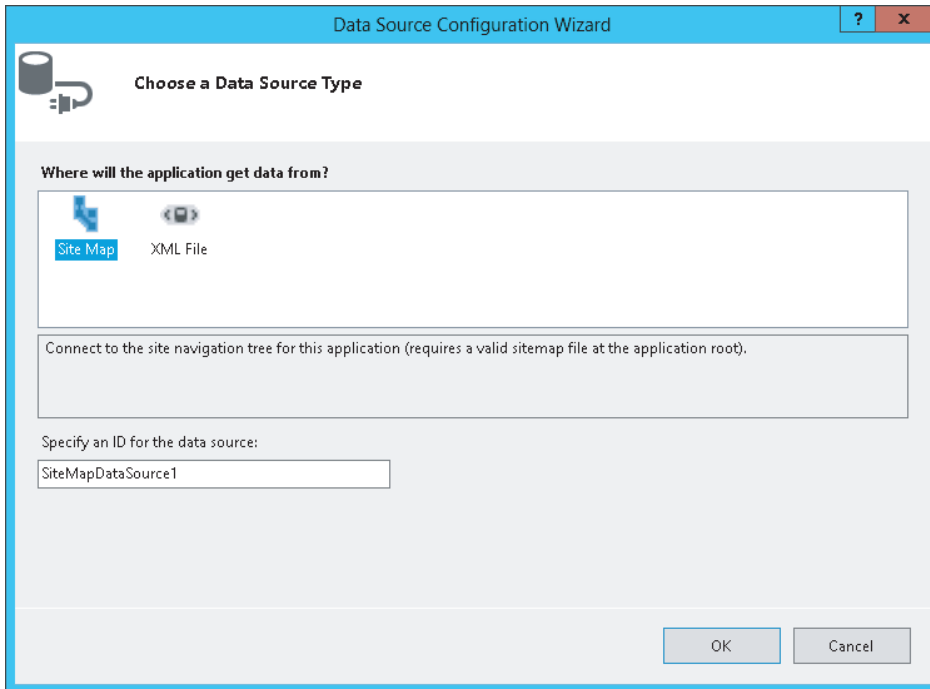 Data Source Configuration Wizard
? x
Choose a Data Source Type
Where will the application get data from?
Site Map XML File
Connect to the site navigation tree for this application (requires a valid sitemap file at the application root).
Specify an ID for the data source:
SiteMapDataSource1
OK Cancel